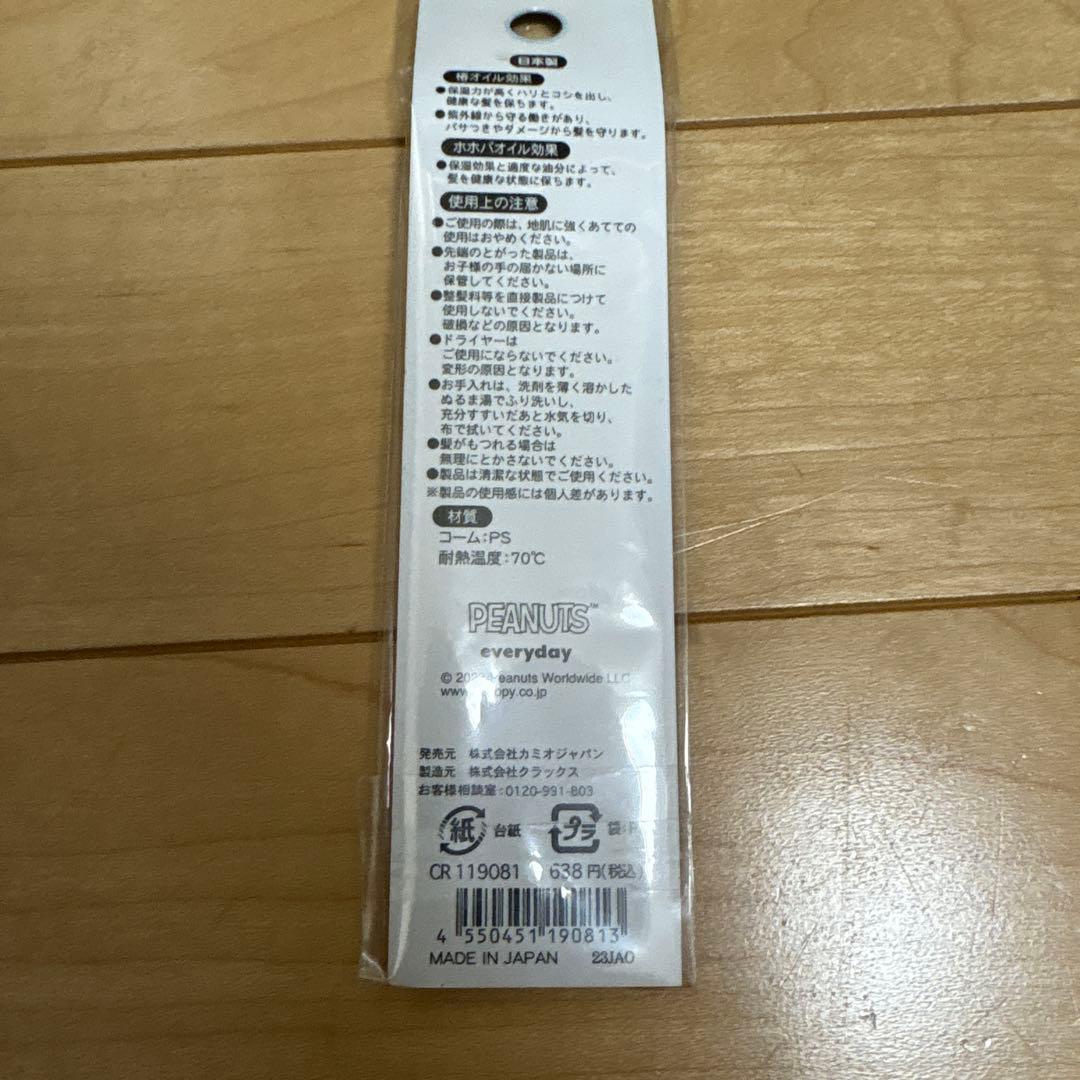 日本製
椿オイル効果
●保湿力が高くハリとコシを出し、
健康な髪を保ちます。
●紫外線から守る働きがあり、
パサつきやダメージから髪を守ります。
ホホバオイル効果
●保湿効果と適度な油分によって、
髪を健康な状態に保ちます。
使用上の注意
●ご使用の際は、地肌に強くあてての
使用はおやめください。
●先端のとがった製品は、
お子様の手の届かない場所に
保管してください。
●整髪料等を直接製品につけて
使用しないでください。
破損などの原因となります。
●ドライヤーは
ご使用にならないでください。
変形の原因となります。
●お手入れは、洗剤を薄く溶かした
ぬるま湯でふり洗いし、
充分すすいだあと水気を切り、
布で拭いてください。
●髪がもつれる場合は
無理にとかさないでください。
●製品は清潔な状態でご使用ください。
※製品の使用感には個人差があります。
材質
コーム:PS
耐熱温度:70℃
PEANUTS™
everyday
© Peanuts Worldwide LLC
発売元 株式会社カミオジャパン
製造元 株式会社クラックス
お客様相談室:0120-991-803
紙 台紙 プラ 袋:
CR 119081 638円(税込)
4 550451 190813
MADE IN JAPAN 23JAO